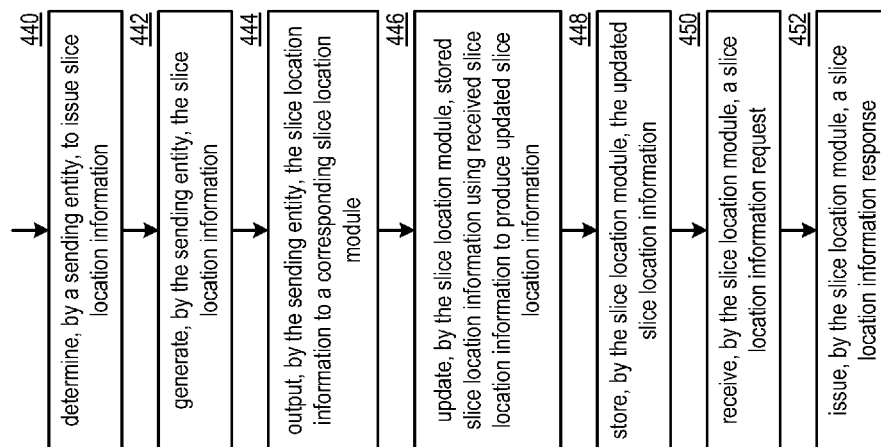 440
determine, by a sending entity, to issue slice
location information
442
generate, by the sending entity, the slice
location information
444
output, by the sending entity, the slice location
information to a corresponding slice location
module
446
update, by the slice location module, stored
slice location information using received slice
location information to produce updated slice
location information
448
store, by the slice location module, the updated
slice location information
450
receive, by the slice location module, a slice
location information request
452
issue, by the slice location module, a slice
location information response